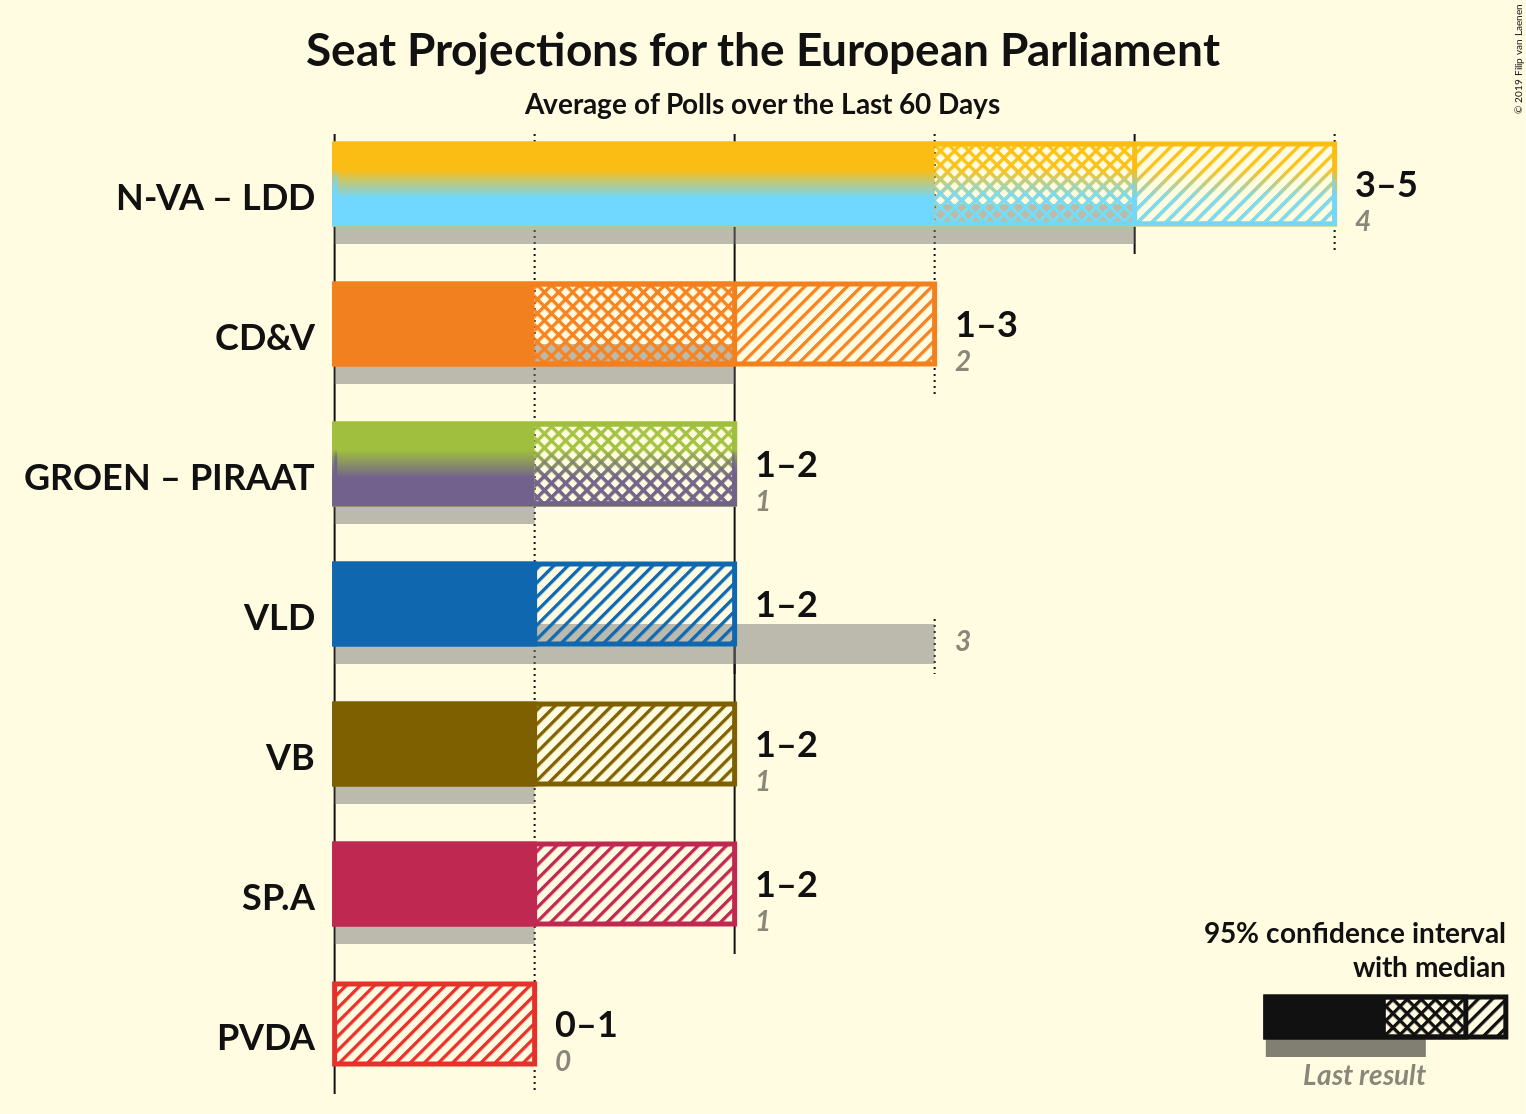 Seat Projections for the European Parliament
Average of Polls over the Last 60 Days
© 2019 Filip van Laenen
N-VA – LDD
3–5
4
CD&V
1–3
2
GROEN – PIRAAT
1–2
1
VLD
1–2
3
VB
1–2
1
SP.A
1–2
1
PVDA
0–1
0
95% confidence interval
with median
Last result